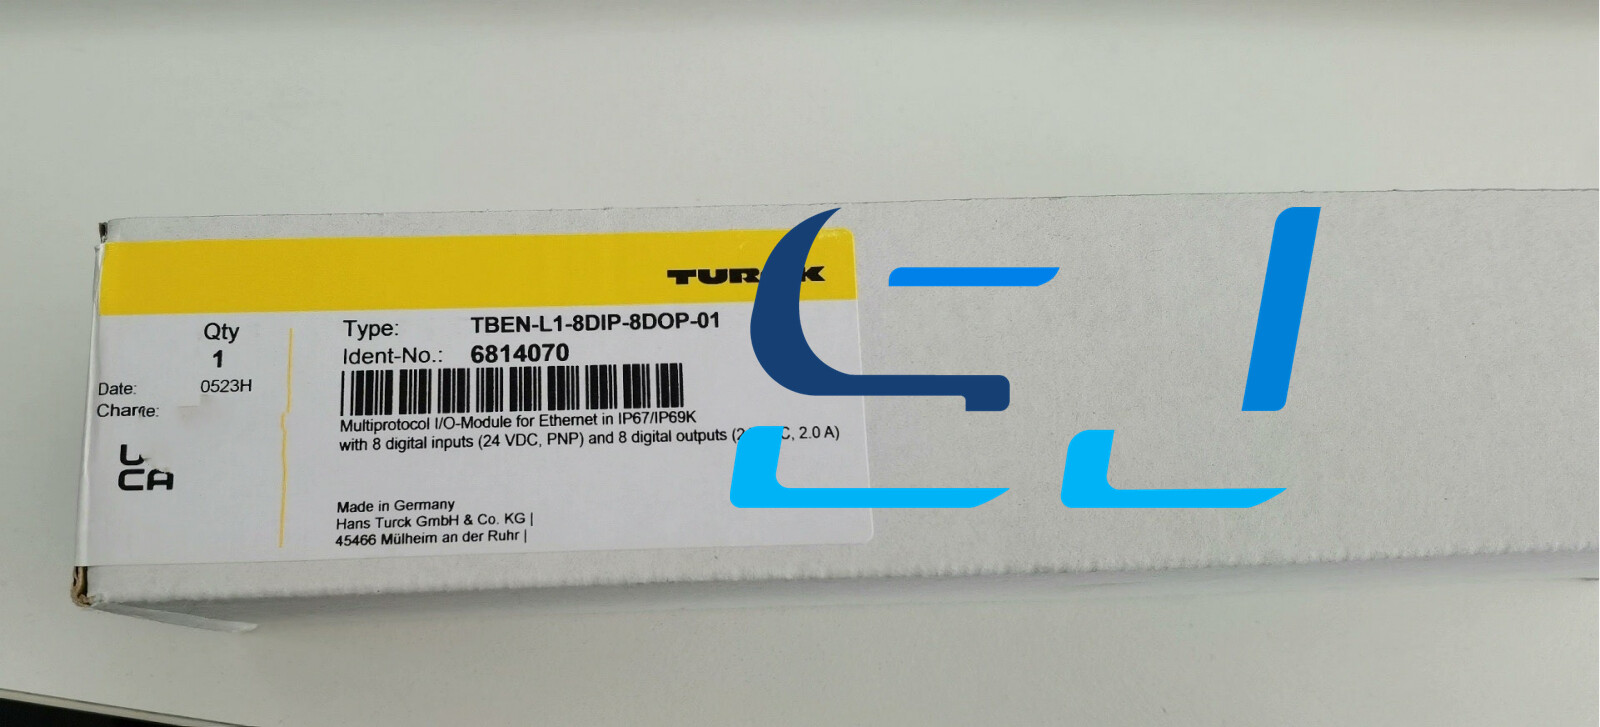 TURCK
Qty
1
Type: TBEN-L1-8DIP-8DOP-01
Ident-No.: 6814070
Date: 0523H
Charge:
Multiprotocol I/O-Module for Ethernet in IP67/IP69K
with 8 digital inputs (24 VDC, PNP) and 8 digital outputs ( , 2.0 A)
CA
Made in Germany
Hans Turck GmbH & Co. KG |
45466 Mülheim an der Ruhr |